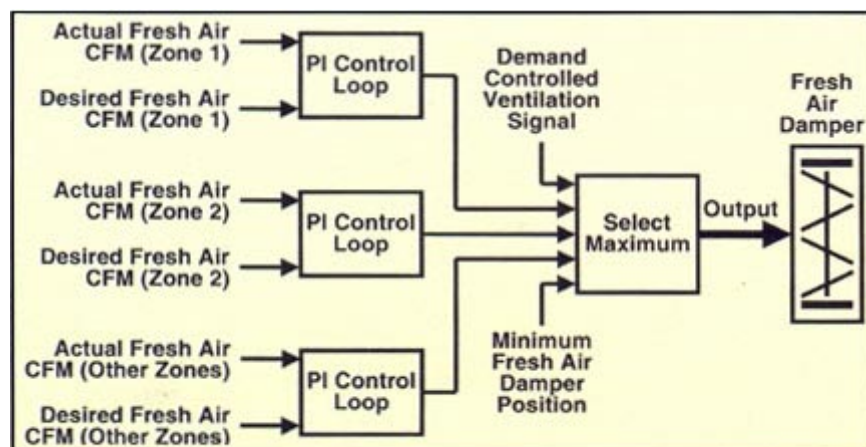 Actual Fresh Air
CFM (Zone 1)
Desired Fresh Air
CFM (Zone 1)
PI Control
Loop
Actual Fresh Air
CFM (Zone 2)
Desired Fresh Air
CFM (Zone 2)
PI Control
Loop
Actual Fresh Air
CFM (Other Zones)
Desired Fresh Air
CFM (Other Zones)
PI Control
Loop
Demand
Controlled
Ventilation
Signal
Minimum
Fresh Air
Damper
Position
Select
Maximum
Output
Fresh
Air
Damper